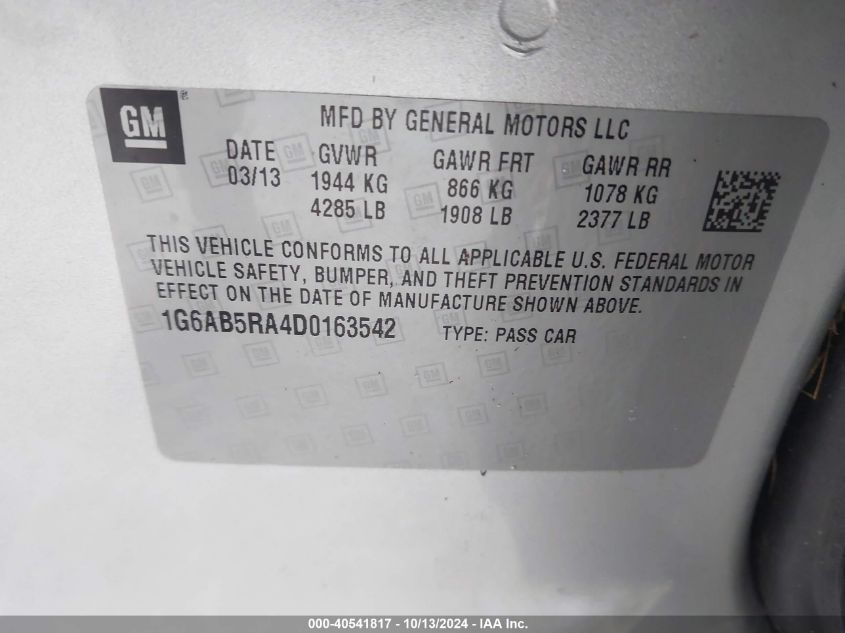 GM
MFD BY GENERAL MOTORS LLC
DATE GVWR GAWR FRT GAWR RR
03/13 1944 KG 866 KG 1078 KG
4285 LB 1908 LB 2377 LB
THIS VEHICLE CONFORMS TO ALL APPLICABLE U.S. FEDERAL MOTOR
VEHICLE SAFETY, BUMPER, AND THEFT PREVENTION STANDARDS IN
EFFECT ON THE DATE OF MANUFACTURE SHOWN ABOVE.
1G6AB5RA4D0163542 TYPE: PASS CAR
000-40541817 - 10/13/2024 - IAA Inc.